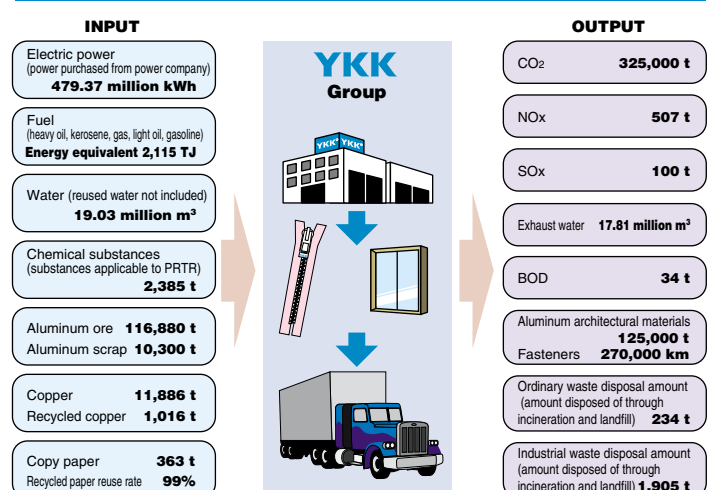 INPUT
Electric power
(power purchased from power company)
479.37 million kWh
Fuel
(heavy oil, kerosene, gas, light oil, gasoline)
Energy equivalent 2,115 TJ
Water (reused water not included)
19.03 million m³
Chemical substances
(substances applicable to PRTR)
2,385 t
Aluminum ore 116,880 t
Aluminum scrap 10,300 t
Copper 11,886 t
Recycled copper 1,016 t
Copy paper 363 t
Recycled paper reuse rate 99%
YKK
Group
YKK YKK
OUTPUT
CO₂ 325,000 t
NOx 507 t
SOx 100 t
Exhaust water 17.81 million m³
BOD 34 t
Aluminum architectural materials
125,000 t
Fasteners 270,000 km
Ordinary waste disposal amount
(amount disposed of through
incineration and landfill) 234 t
Industrial waste disposal amount
(amount disposed of through
incineration and landfill) 1,905 t